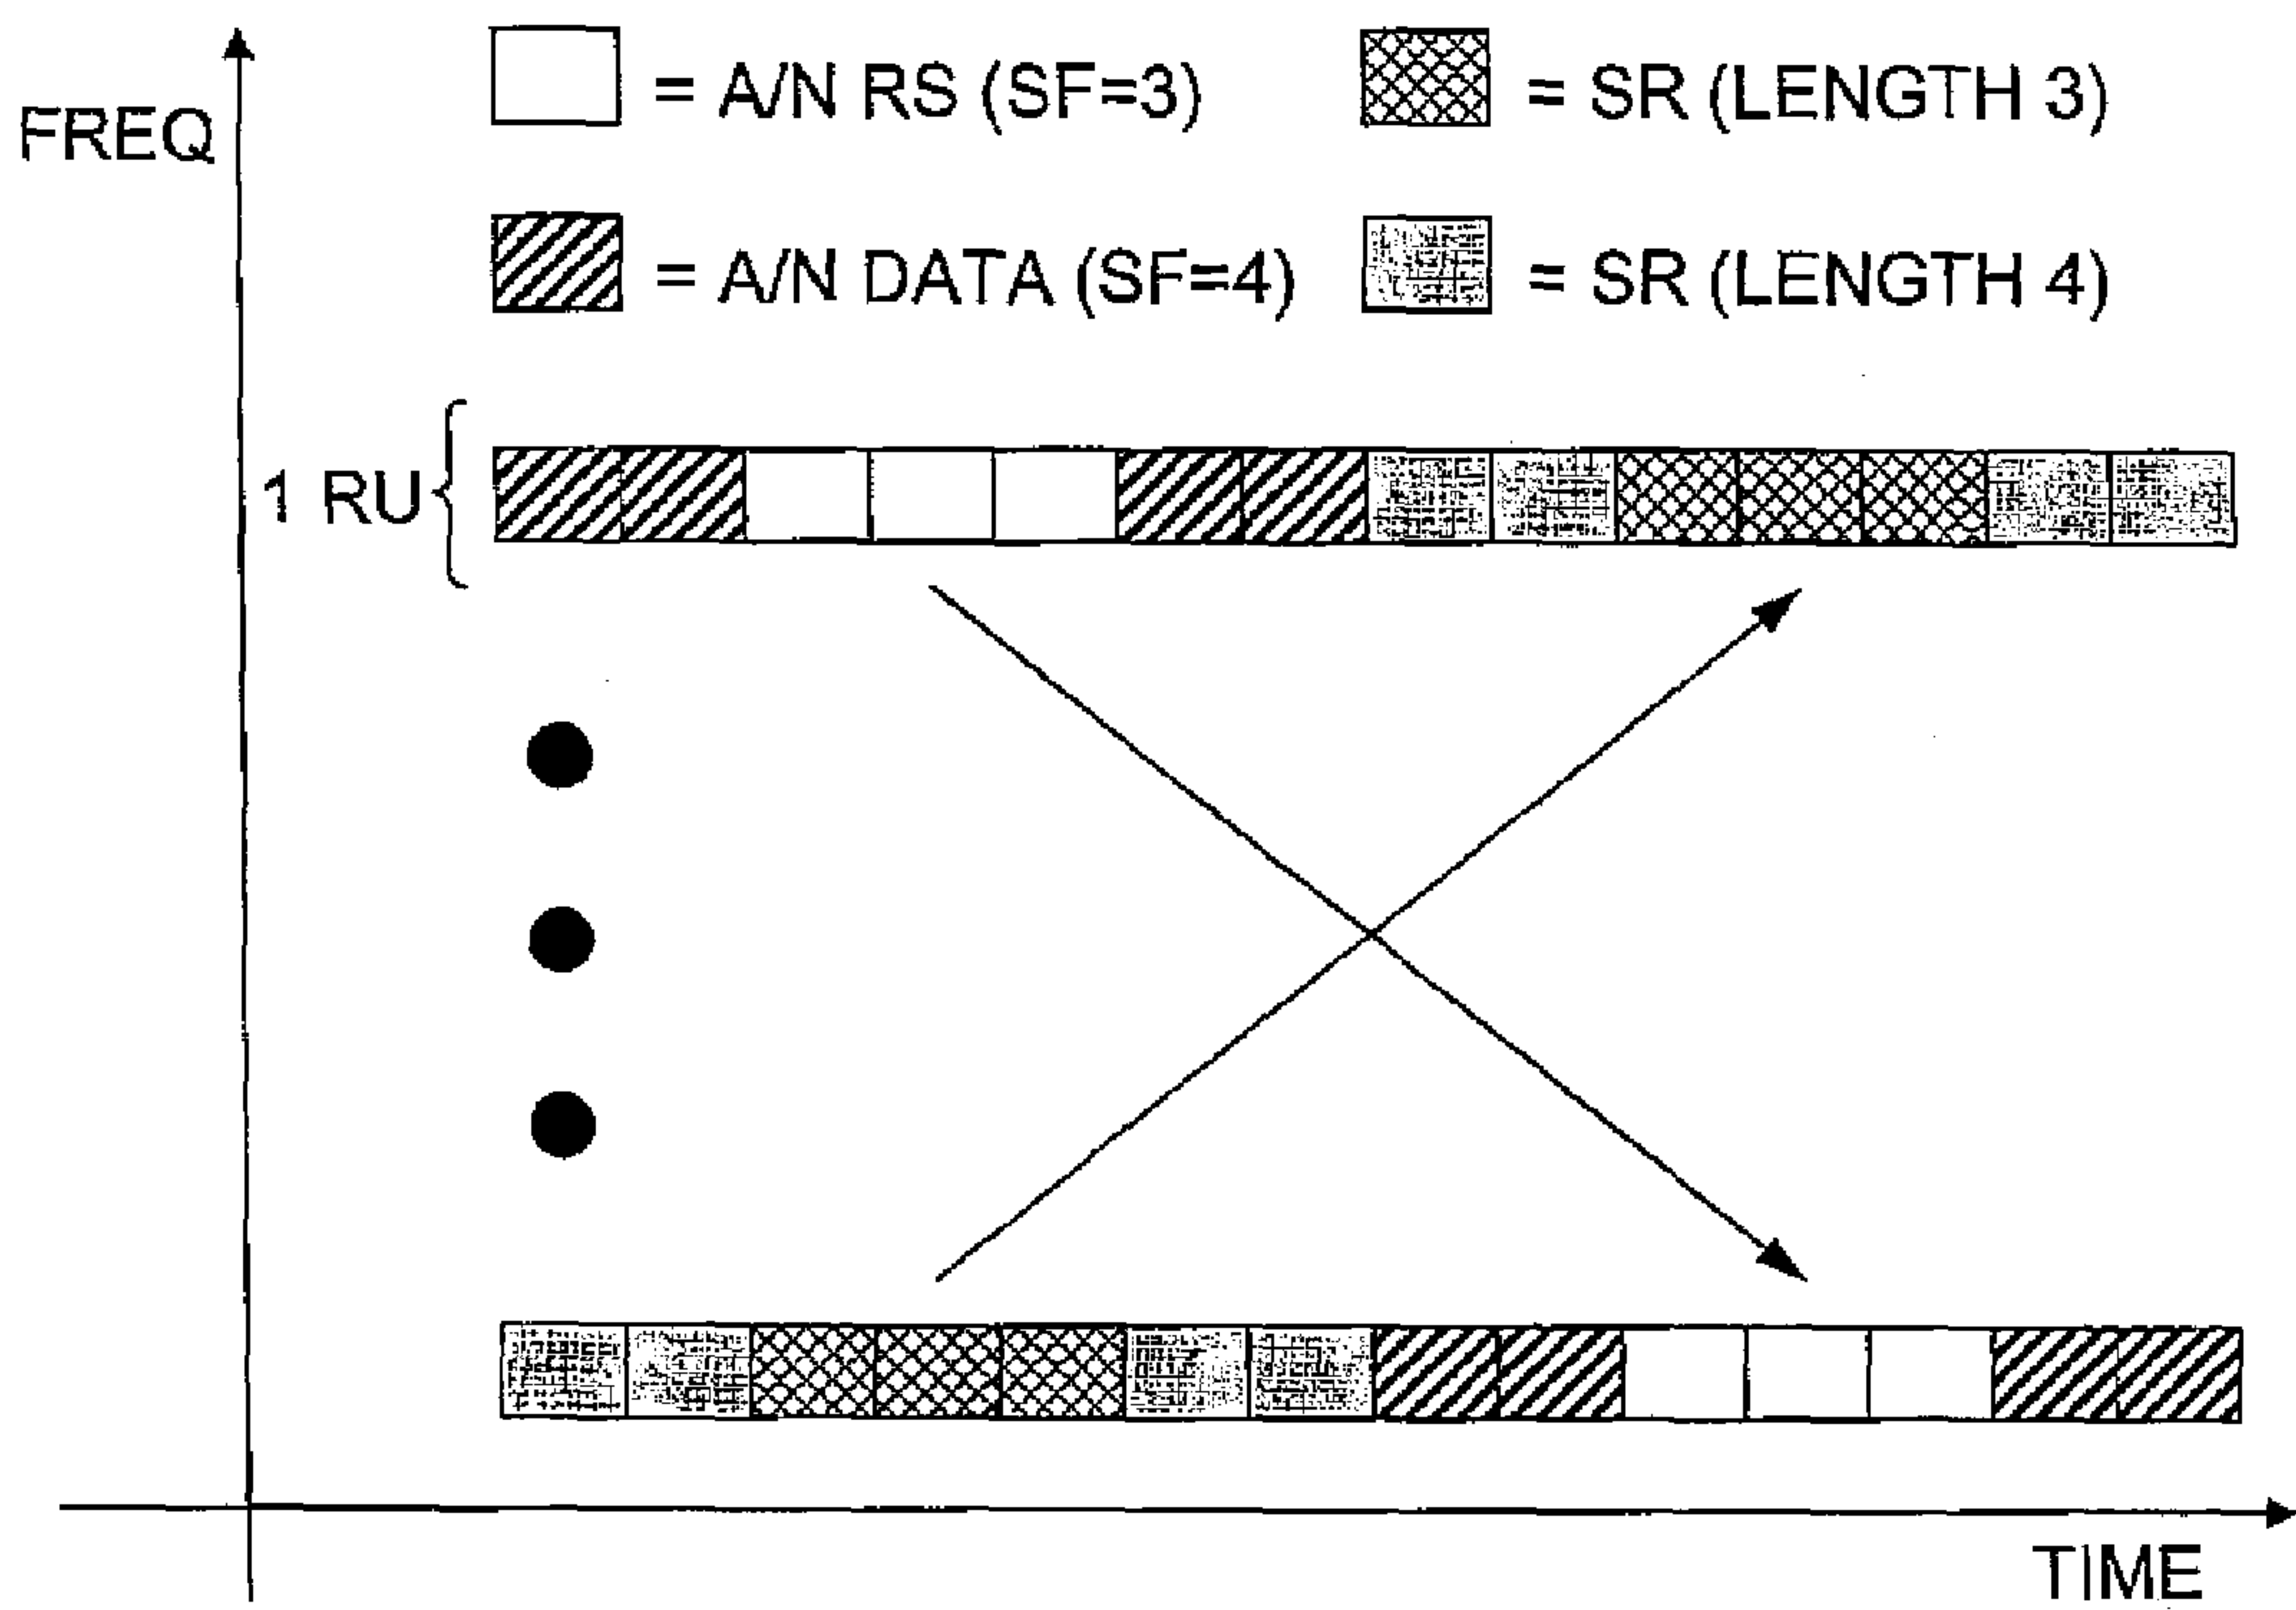 FREQ
= A/N RS (SF=3)
= SR (LENGTH 3)
= A/N DATA (SF=4)
= SR (LENGTH 4)
1 RU
TIME